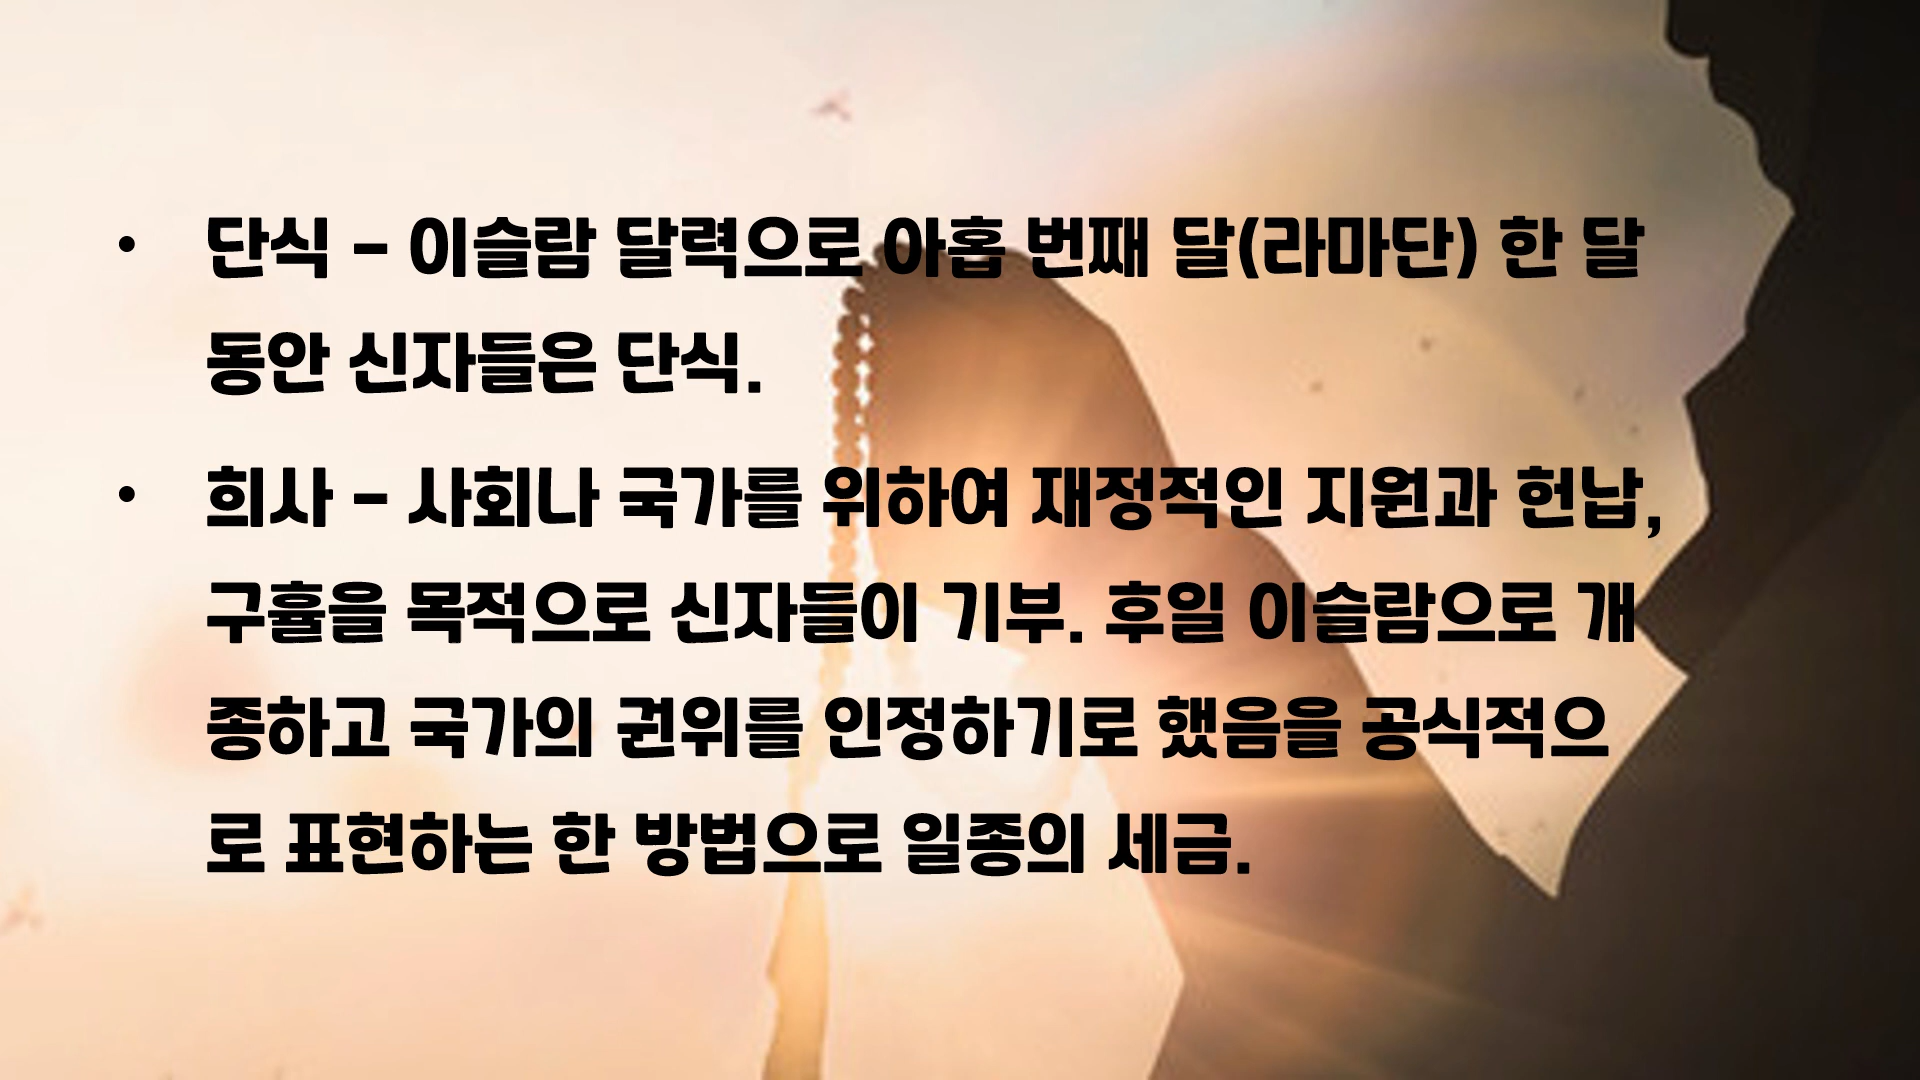 • 단식 – 이슬람 달력으로 아홉 번째 달(라마단) 한 달
동안 신자들은 단식.
• 희사 – 사회나 국가를 위하여 재정적인 지원과 헌납,
구휼을 목적으로 신자들이 기부. 후일 이슬람으로 개
종하고 국가의 권위를 인정하기로 했음을 공식적으
로 표현하는 한 방법으로 일종의 세금.